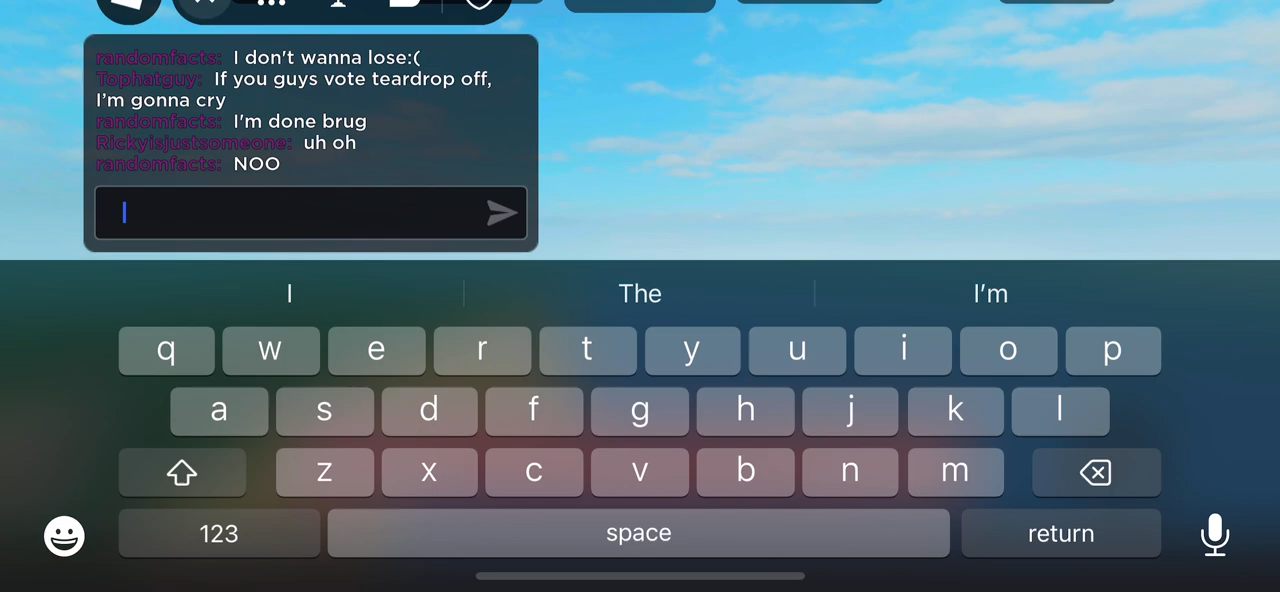 randomfacts: I don't wanna lose:(
Tophatguy: If you guys vote teardrop off,
I'm gonna cry
randomfacts: I'm done brug
Rickyisjustsomeone: uh oh
randomfacts: NOO
I The I'm
q w e r t y u i o p
a s d f g h j k l
z x c v b n m
123 space return